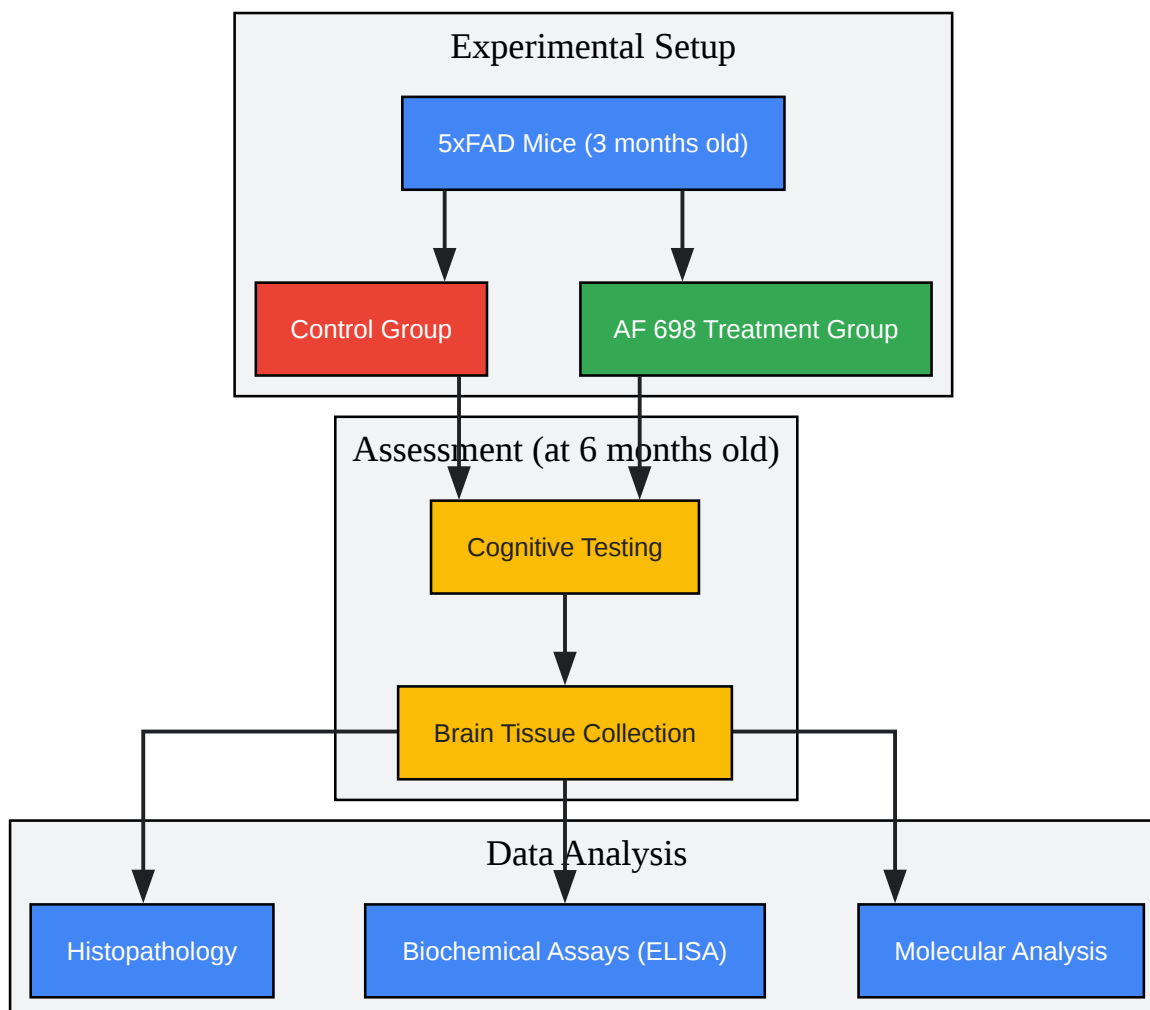 Experimental Setup
5xFAD Mice (3 months old)
Control Group
AF 698 Treatment Group
Assessment (at 6 months old)
Cognitive Testing
Brain Tissue Collection
Data Analysis
Histopathology
Biochemical Assays (ELISA)
Molecular Analysis